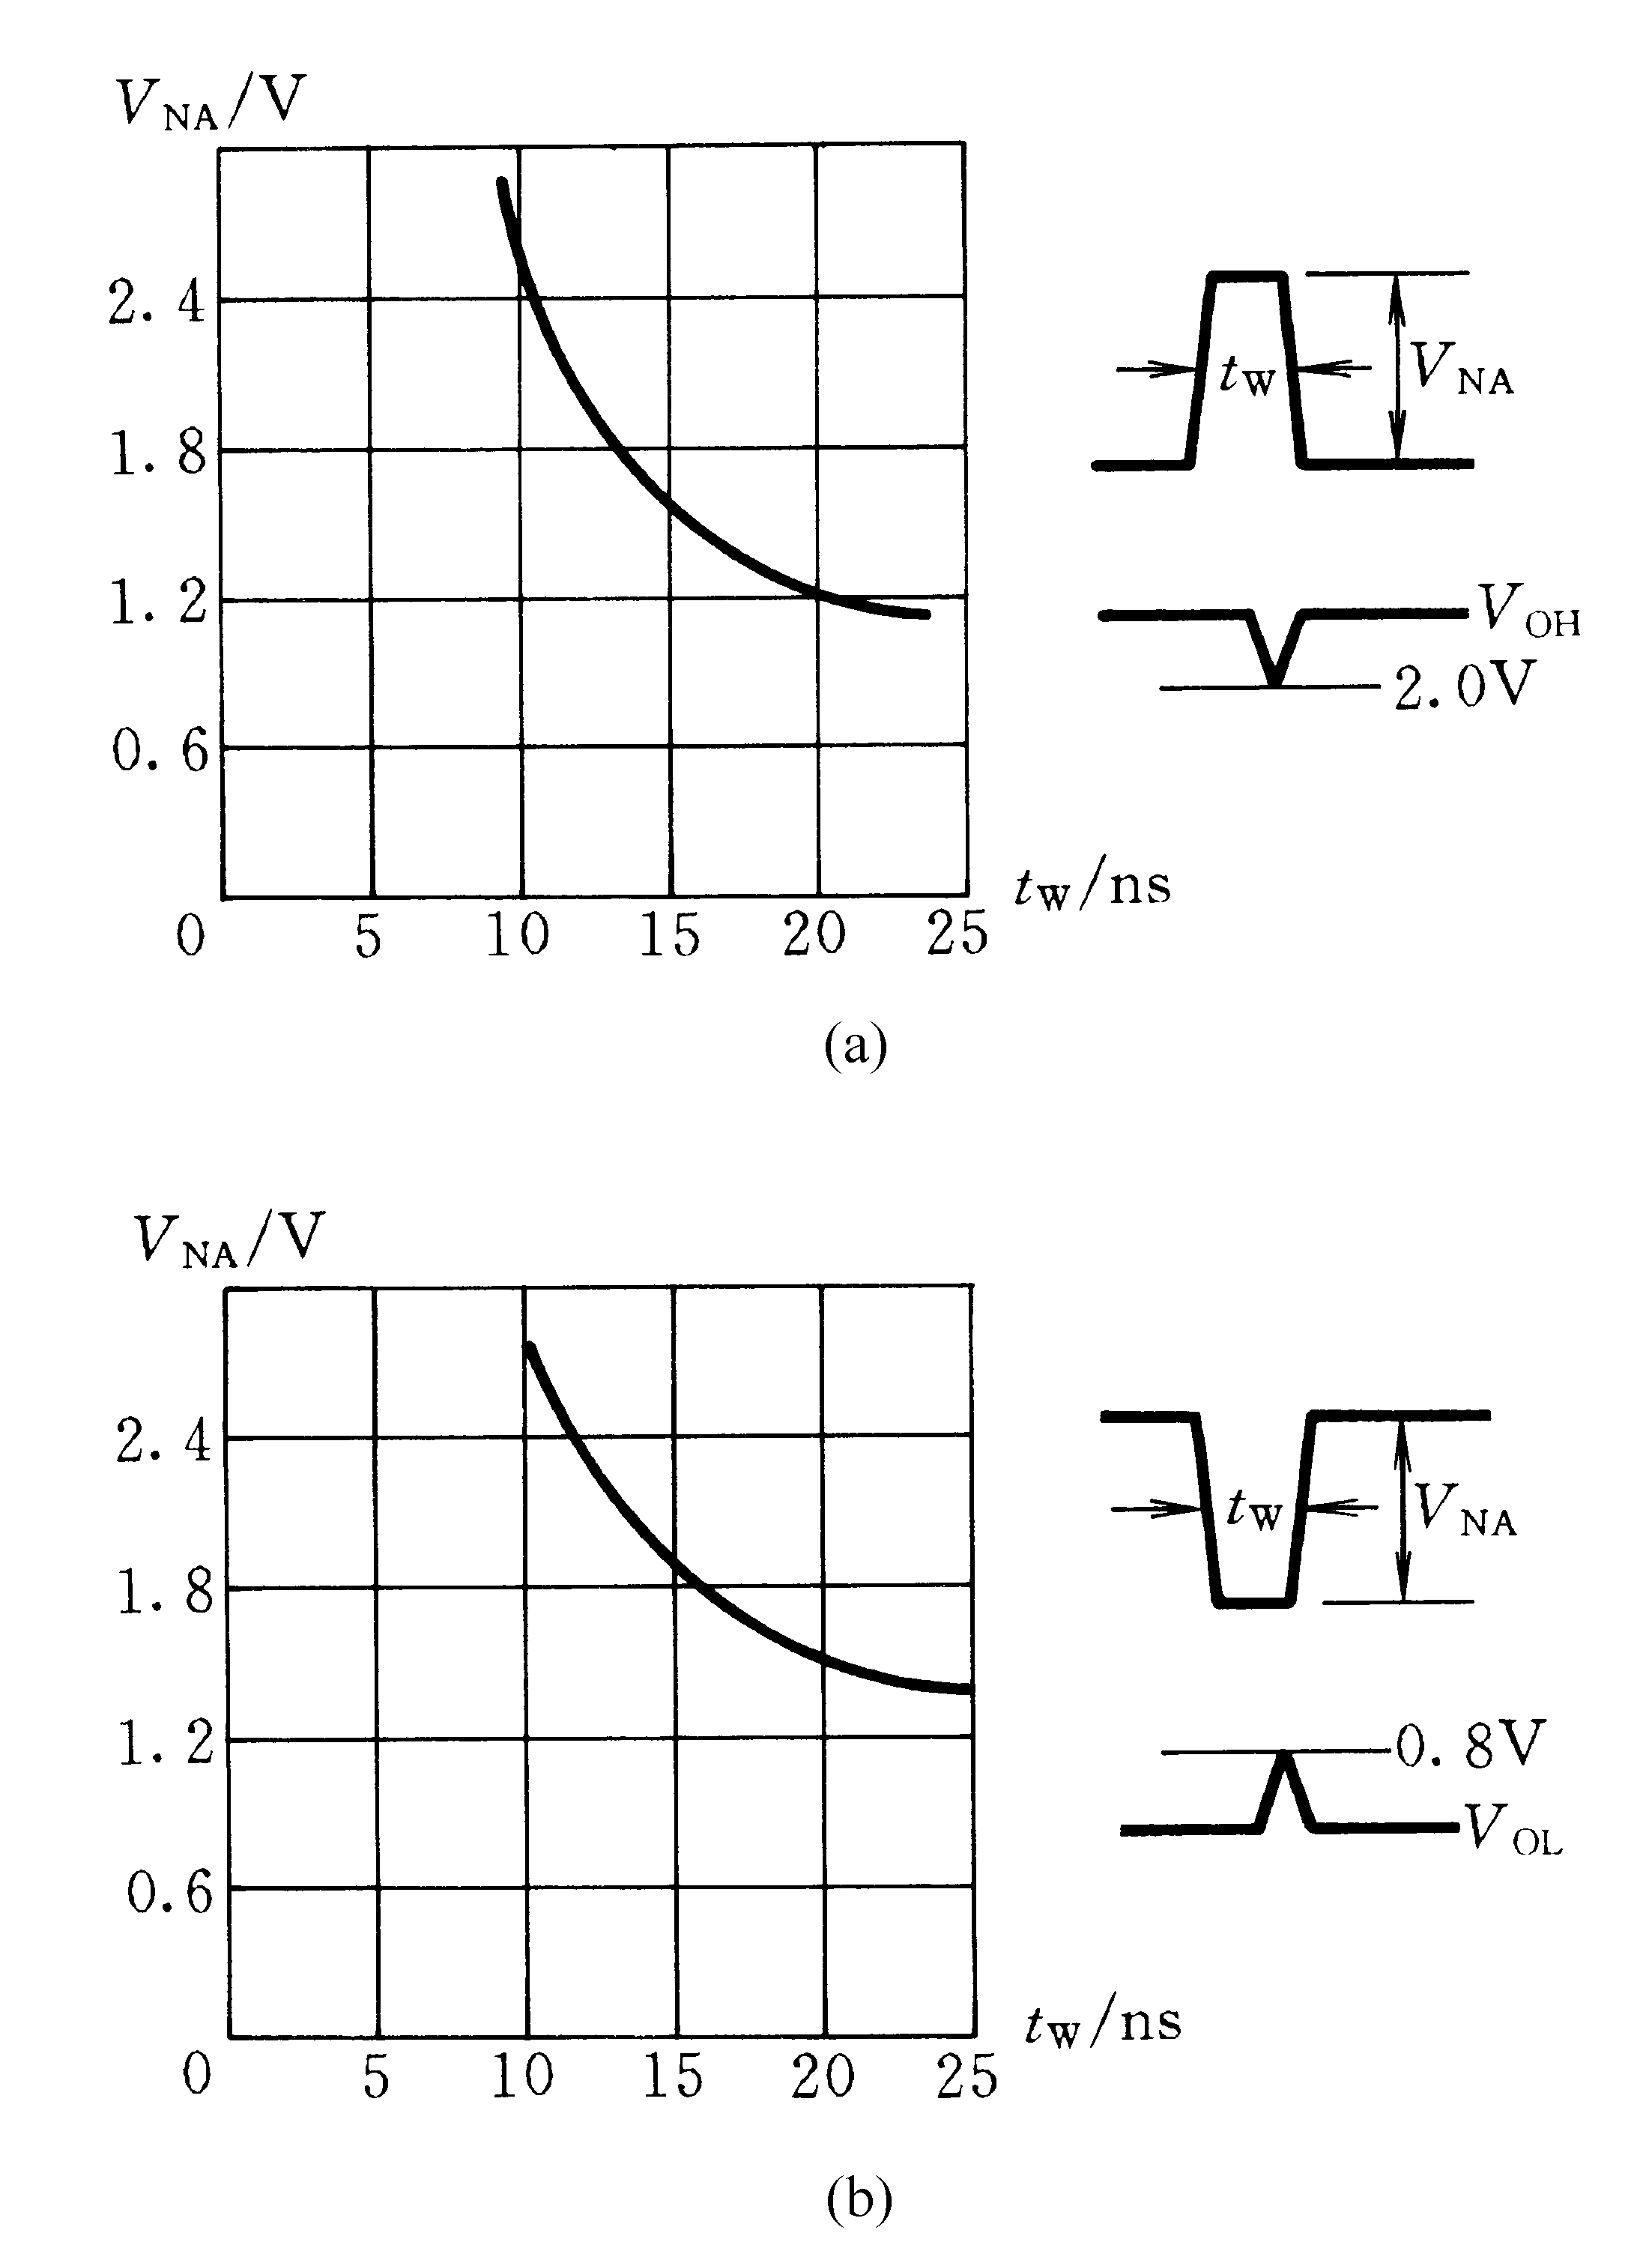 V_NA/V
2.4
1.8
1.2
0.6
0 5 10 15 20 25
t_W/ns
t_W
V_NA
V_OH
2.0V
(a)
V_NA/V
2.4
1.8
1.2
0.6
0 5 10 15 20 25
t_W/ns
t_W
V_NA
0.8V
V_OL
(b)